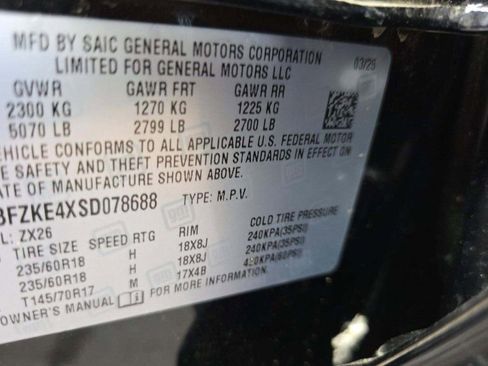 MFD BY SAIC GENERAL MOTORS CORPORATION
LIMITED FOR GENERAL MOTORS LLC 03/25
GVWR GAWR FRT GAWR RR
2300 KG 1270 KG 1225 KG
5070 LB 2799 LB 2700 LB
VEHICLE CONFORMS TO ALL APPLICABLE U.S. FEDERAL MOTOR
E SAFETY AND THEFT PREVENTION STANDARDS IN EFFECT
ATE OF MANUFACTURE SHOWN ABOVE.
BFZKE4XSD078688 TYPE: M.P.V.
L: ZX26
TIRE SIZE SPEED RTG RIM COLD TIRE PRESSURE
235/60R18 H 18X8J 240KPA(35PSI)
235/60R18 H 18X8J 240KPA(35PSI)
T145/70R17 M 17X4B 420KPA(60PSI)
OWNER'S MANUAL FOR MORE INFORMATION